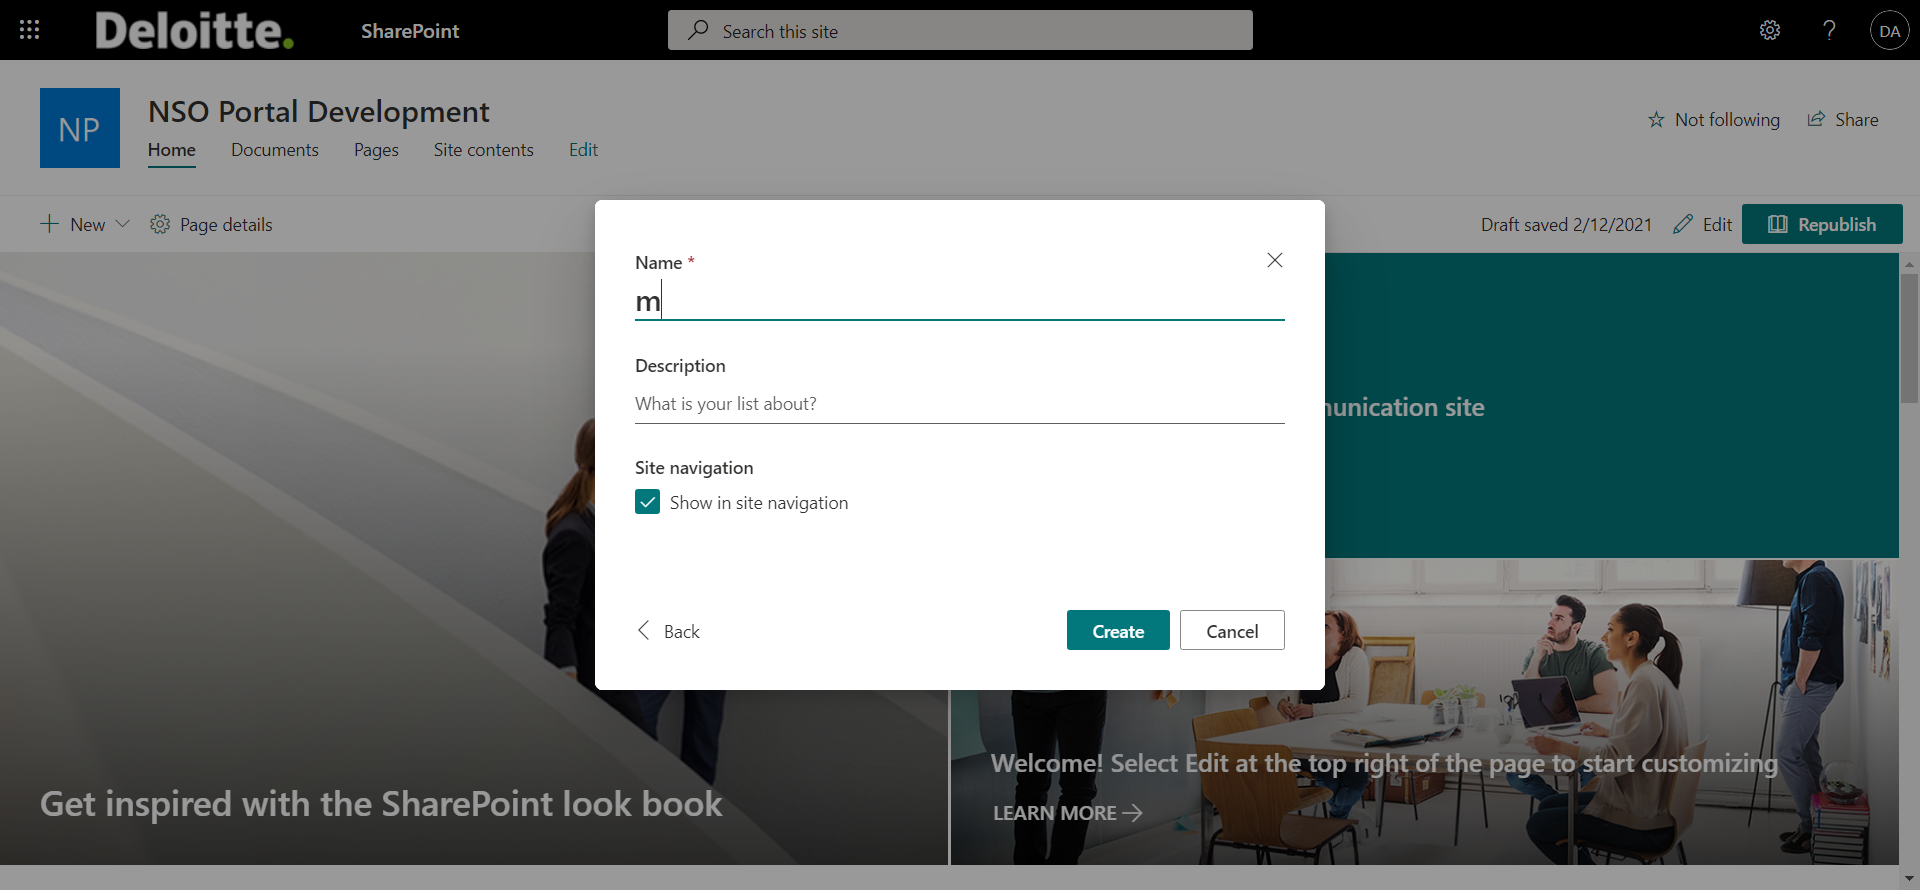 Deloitte.
SharePoint
Search this site
?
DA
NP
NSO Portal Development
Home
Documents
Pages
Site contents
Edit
Not following
Share
New
Page details
Draft saved 2/12/2021
Edit
Republish
Name *
m
Description
What is your list about?
Site navigation
Show in site navigation
Back
Create
Cancel
unication site
Get inspired with the SharePoint look book
Welcome! Select Edit at the top right of the page to start customizing
LEARN MORE